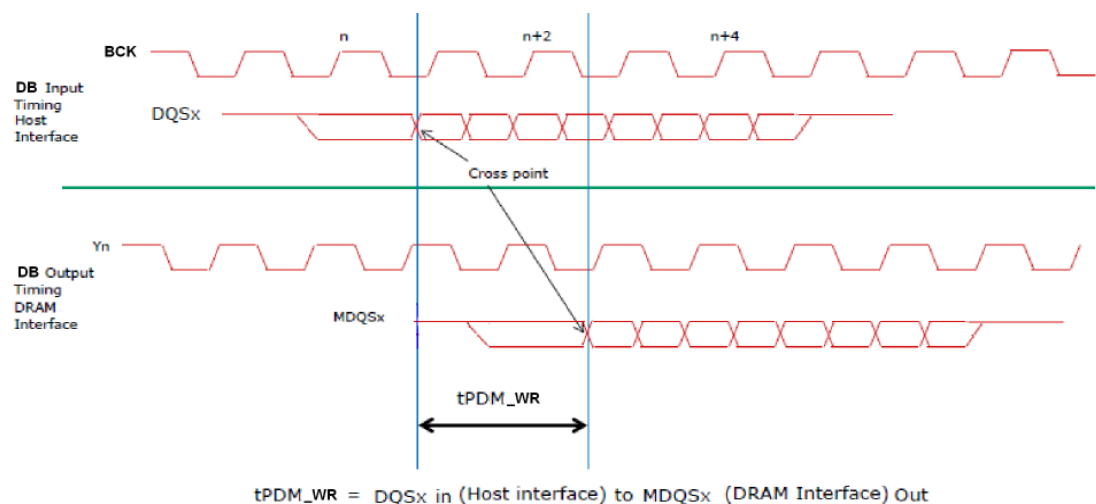 n n+2 n+4
BCK
DB Input
Timing
Host
Interface
DQSx
Cross point
Yn
DB Output
Timing
DRAM
Interface
MDQSx
tPDM_WR
tPDM_WR = DQSx in (Host interface) to MDQSx (DRAM Interface) Out